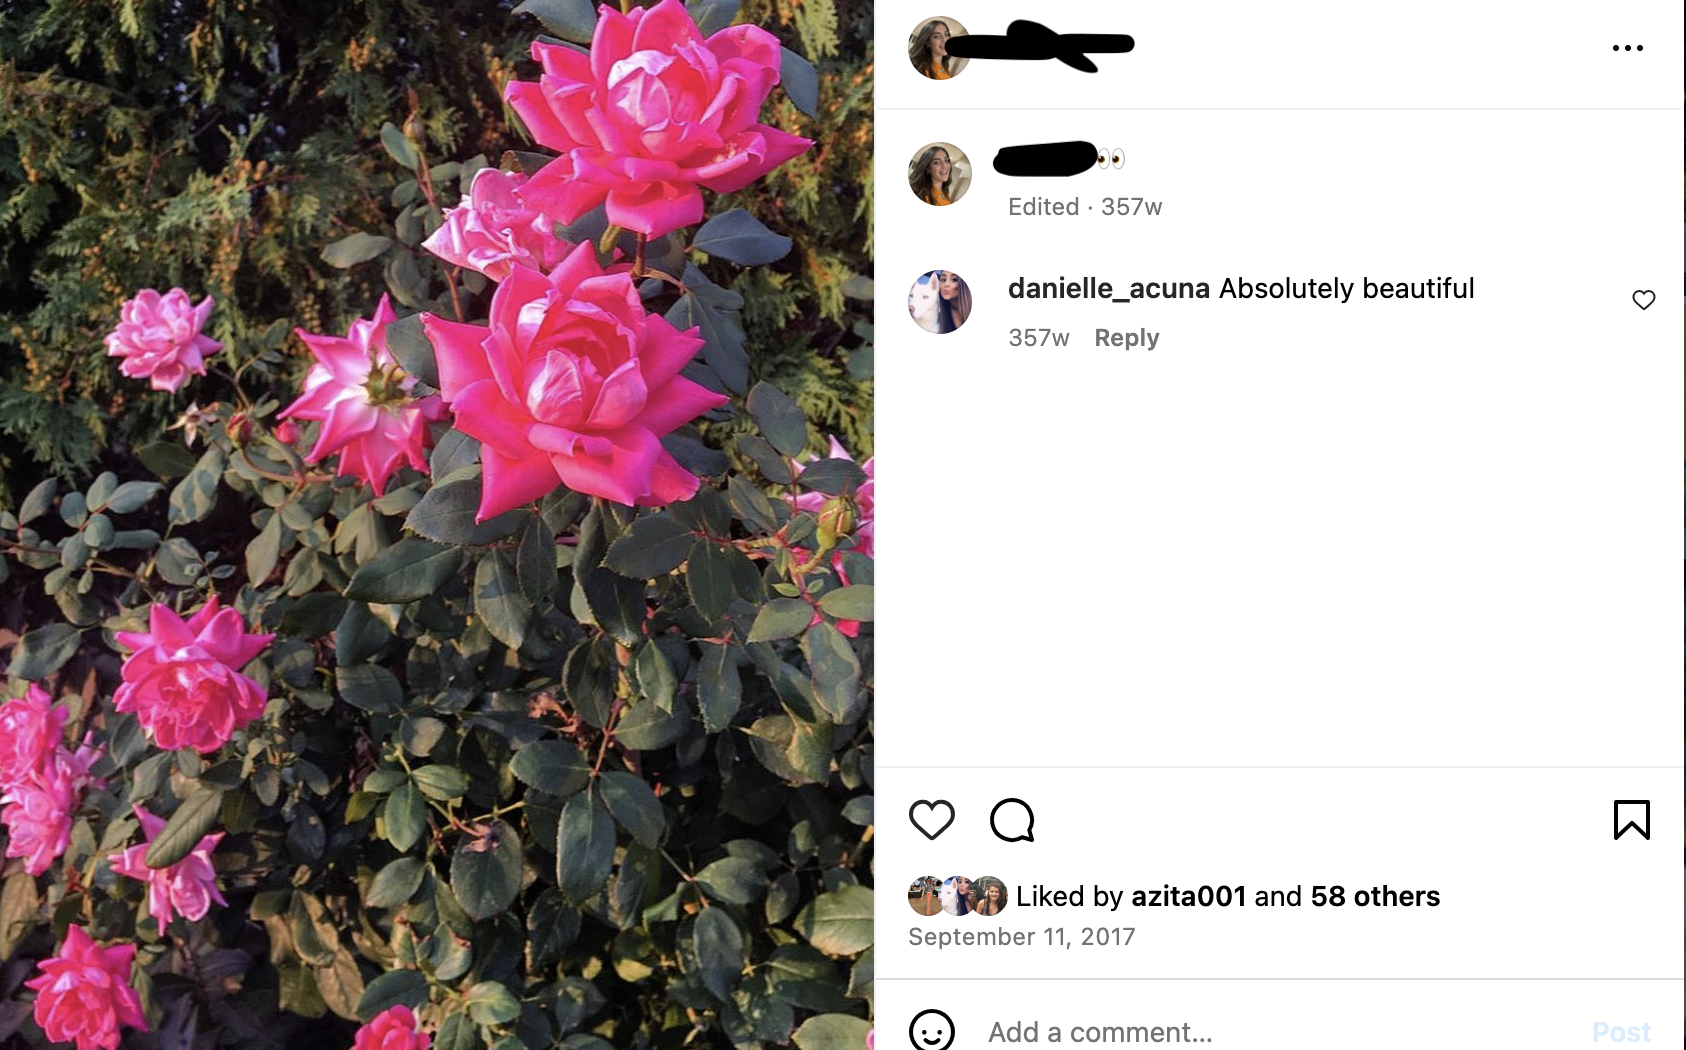 Edited · 357w
danielle_acuna Absolutely beautiful
357w Reply
Liked by azita001 and 58 others
September 11, 2017
Add a comment... Post